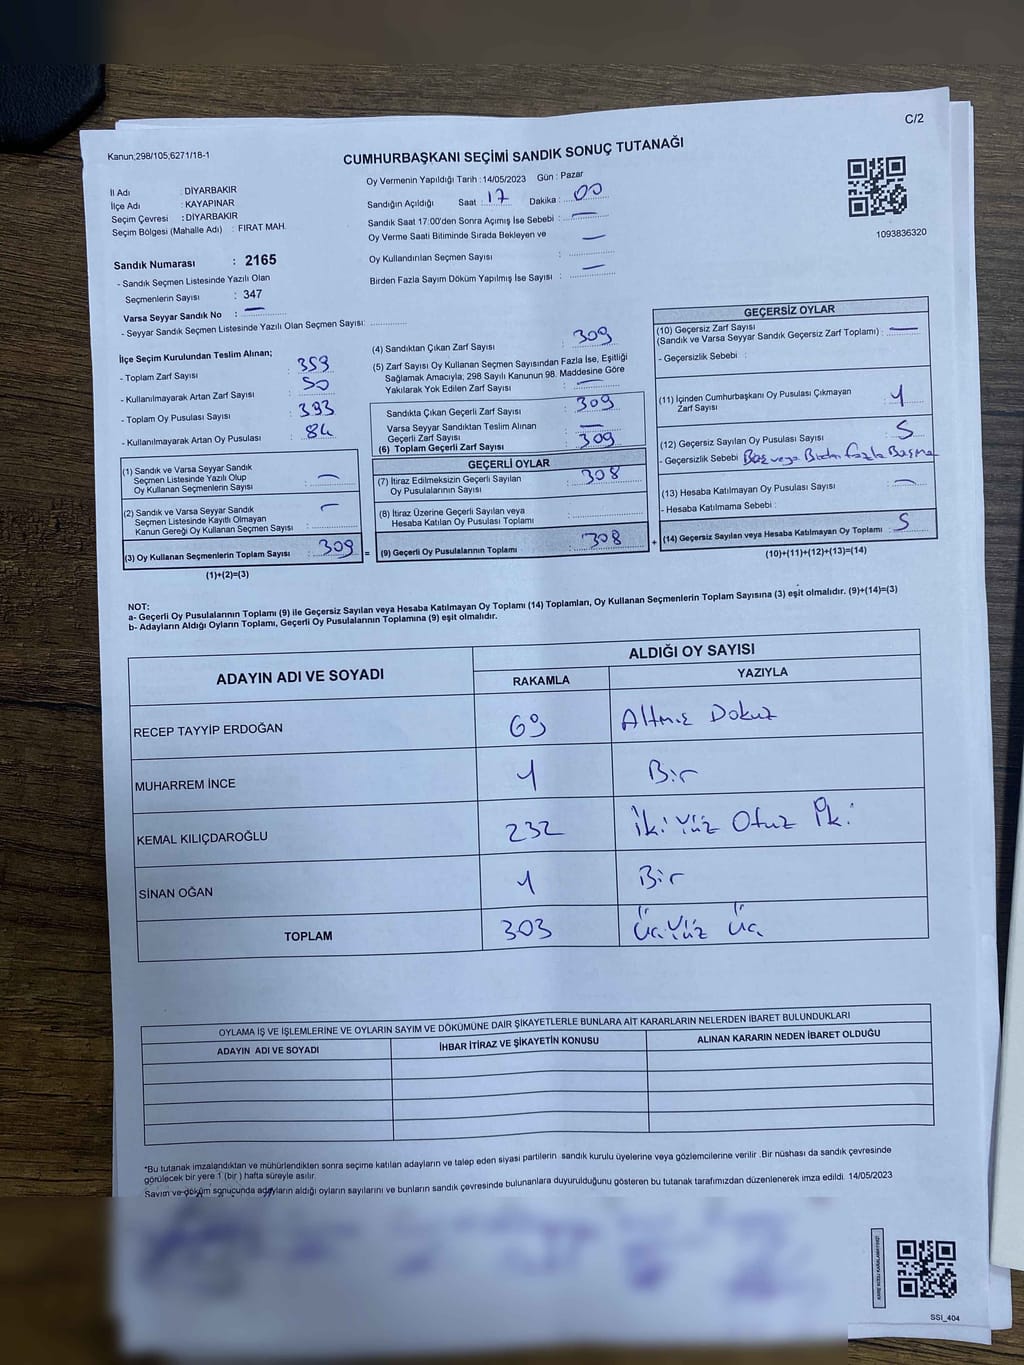 C/2
Kanun;298/105;6271/18-1
CUMHURBAŞKANI SEÇİMİ SANDIK SONUÇ TUTANAĞI
İl Adı : DİYARBAKIR
İlçe Adı : KAYAPINAR
Seçim Çevresi : DİYARBAKIR
Seçim Bölgesi (Mahalle Adı) : FIRAT MAH.
Oy Vermenin Yapıldığı Tarih : 14/05/2023 Gün : Pazar
Sandığın Açıldığı Saat : 17 Dakika : 00
Sandık Saat 17:00'den Sonra Açımış İse Sebebi : —
Oy Verme Saati Bitiminde Sırada Bekleyen ve
Oy Kullandırılan Seçmen Sayısı : —
Birden Fazla Sayım Döküm Yapılmış İse Sayısı : —
1093836320
Sandık Numarası : 2165
- Sandık Seçmen Listesinde Yazılı Olan
Seçmenlerin Sayısı : 347
Varsa Seyyar Sandık No : —
- Seyyar Sandık Seçmen Listesinde Yazılı Olan Seçmen Sayısı:
İlçe Seçim Kurulundan Teslim Alınan;
- Toplam Zarf Sayısı : 359
- Kullanılmayarak Artan Zarf Sayısı : 50
- Toplam Oy Pusulası Sayısı : 393
- Kullanılmayarak Artan Oy Pusulası : 84
(1) Sandık ve Varsa Seyyar Sandık
Seçmen Listesinde Yazılı Olup
Oy Kullanan Seçmenlerin Sayısı : —
(2) Sandık ve Varsa Seyyar Sandık
Seçmen Listesinde Kayıtlı Olmayan
Kanun Gereği Oy Kullanan Seçmen Sayısı : —
(3) Oy Kullanan Seçmenlerin Toplam Sayısı : 309 =
(1)+(2)=(3)
(4) Sandıktan Çıkan Zarf Sayısı : 309
(5) Zarf Sayısı Oy Kullanan Seçmen Sayısından Fazla İse, Eşitliği
Sağlamak Amacıyla; 298 Sayılı Kanunun 98. Maddesine Göre
Yakılarak Yok Edilen Zarf Sayısı : —
Sandıkta Çıkan Geçerli Zarf Sayısı : 309
Varsa Seyyar Sandıktan Teslim Alınan
Geçerli Zarf Sayısı : —
(6) Toplam Geçerli Zarf Sayısı : 309
GEÇERLİ OYLAR
(7) İtiraz Edilmeksizin Geçerli Sayılan
Oy Pusulalarının Sayısı : 308
(8) İtiraz Üzerine Geçerli Sayılan veya
Hesaba Katılan Oy Pusulası Toplamı :
(9) Geçerli Oy Pusulalarının Toplamı : 308 +
GEÇERSİZ OYLAR
(10) Geçersiz Zarf Sayısı
(Sandık ve Varsa Seyyar Sandık Geçersiz Zarf Toplamı) : —
- Geçersizlik Sebebi :
(11) İçinden Cumhurbaşkanı Oy Pusulası Çıkmayan
Zarf Sayısı : 1
(12) Geçersiz Sayılan Oy Pusulası Sayısı : 5
- Geçersizlik Sebebi Boş veya Birden fazla Basma
(13) Hesaba Katılmayan Oy Pusulası Sayısı : —
- Hesaba Katılmama Sebebi :
(14) Geçersiz Sayılan veya Hesaba Katılmayan Oy Toplamı : 5
(10)+(11)+(12)+(13)=(14)
NOT:
a- Geçerli Oy Pusulalarının Toplamı (9) ile Geçersiz Sayılan veya Hesaba Katılmayan Oy Toplamı (14) Toplamları, Oy Kullanan Seçmenlerin Toplam Sayısına (3) eşit olmalıdır. (9)+(14)=(3)
b- Adayların Aldığı Oyların Toplamı, Geçerli Oy Pusulalarının Toplamına (9) eşit olmalıdır.
ADAYIN ADI VE SOYADI
ALDIĞI OY SAYISI
RAKAMLA YAZIYLA
RECEP TAYYİP ERDOĞAN 69 Altmış Dokuz
MUHARREM İNCE 1 Bir
KEMAL KILIÇDAROĞLU 232 İki Yüz Otuz İki
SİNAN OĞAN 1 Bir
TOPLAM 303 Üç Yüz Üç
OYLAMA İŞ VE İŞLEMLERİNE VE OYLARIN SAYIM VE DÖKÜMÜNE DAİR ŞİKAYETLERLE BUNLARA AİT KARARLARIN NELERDEN İBARET BULUNDUKLARI
ADAYIN ADI VE SOYADI İHBAR İTİRAZ VE ŞİKAYETİN KONUSU ALINAN KARARIN NEDEN İBARET OLDUĞU
*Bu tutanak imzalandıktan ve mühürlendikten sonra seçime katılan adayların ve talep eden siyasi partilerin sandık kurulu üyelerine veya gözlemcilerine verilir .Bir nüshası da sandık çevresinde
görülecek bir yere 1 (bir ) hafta süreyle asılır.
Sayım ve döküm sonucunda adayların aldığı oyların sayılarını ve bunların sandık çevresinde bulunanlara duyurulduğunu gösteren bu tutanak tarafımızdan düzenlenerek imza edildi. 14/05/2023
SSI_404